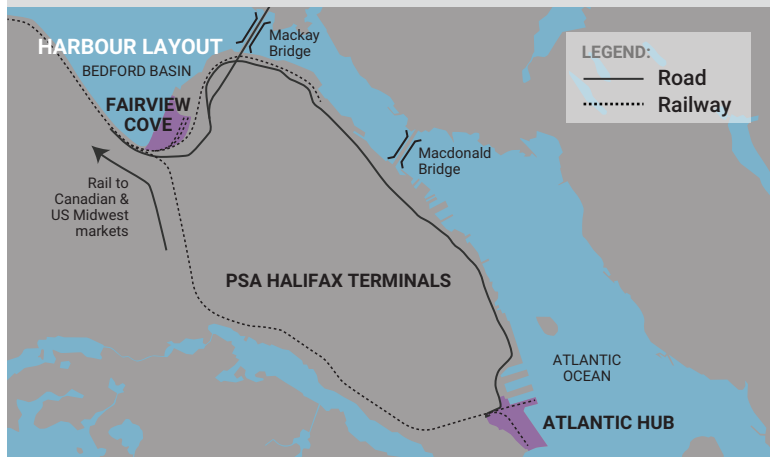 HARBOUR LAYOUT
BEDFORD BASIN
FAIRVIEW
COVE
Mackay
Bridge
LEGEND:
Road
Railway
Macdonald
Bridge
Rail to
Canadian &
US Midwest
markets
PSA HALIFAX TERMINALS
ATLANTIC
OCEAN
ATLANTIC HUB